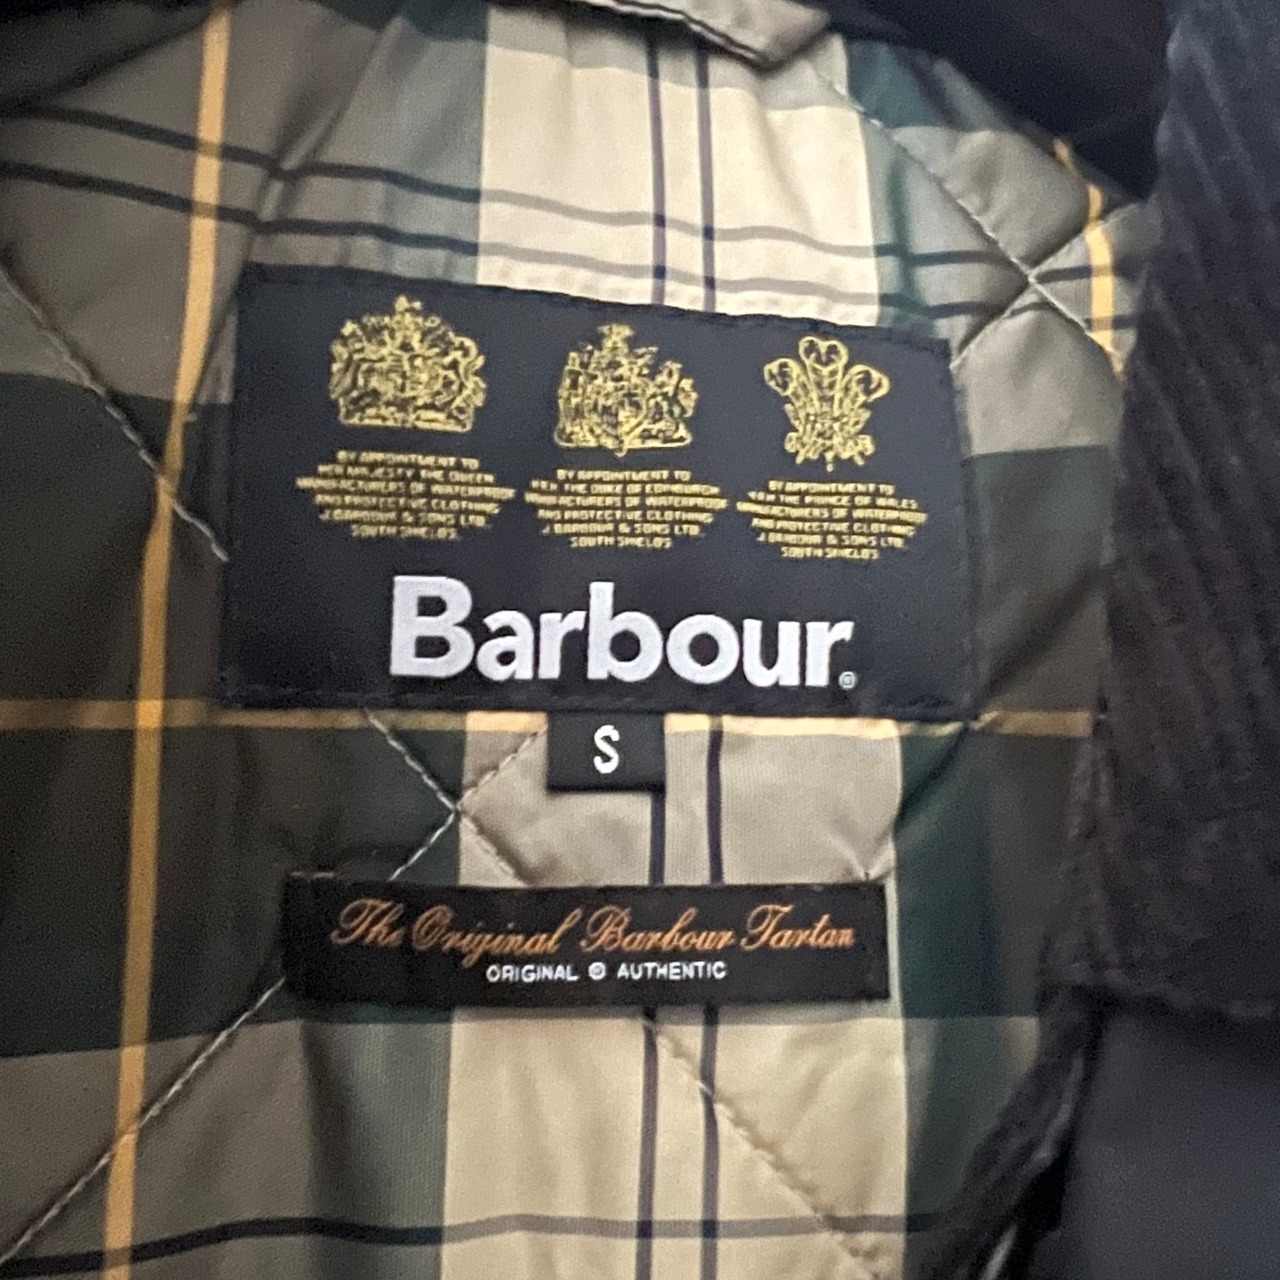 BY APPOINTMENT TO
HER MAJESTY THE QUEEN
MANUFACTURERS OF WATERPROOF
AND PROTECTIVE CLOTHING
J. BARBOUR & SONS LTD.
SOUTH SHIELDS
BY APPOINTMENT TO
H.R.H. THE DUKE OF EDINBURGH
MANUFACTURERS OF WATERPROOF
AND PROTECTIVE CLOTHING
J. BARBOUR & SONS LTD.
SOUTH SHIELDS
BY APPOINTMENT TO
H.R.H. THE PRINCE OF WALES
MANUFACTURERS OF WATERPROOF
AND PROTECTIVE CLOTHING
J. BARBOUR & SONS LTD.
SOUTH SHIELDS
Barbour.®
S
The Original Barbour Tartan
ORIGINAL @ AUTHENTIC